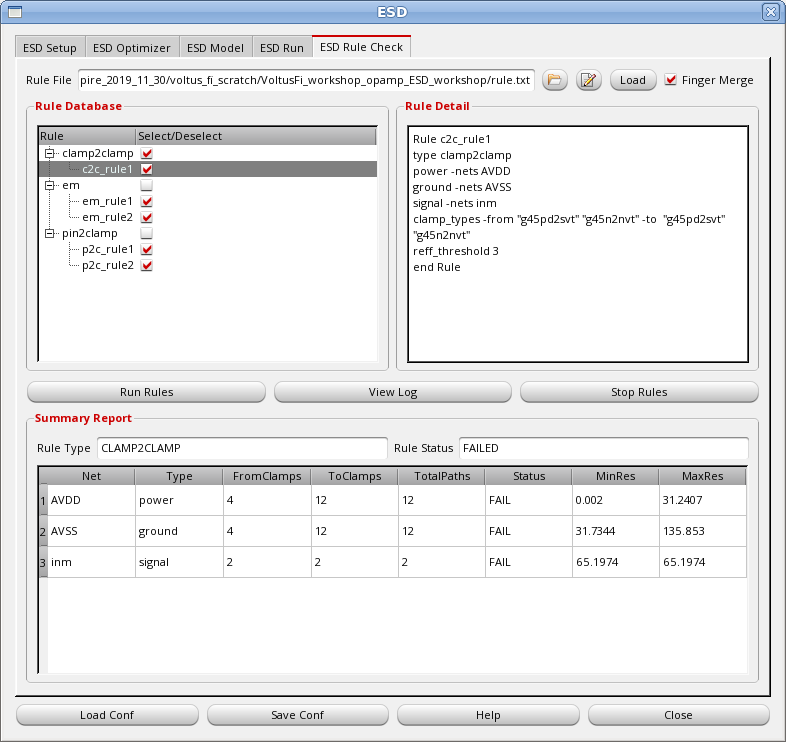 ESD
ESD Setup ESD Optimizer ESD Model ESD Run ESD Rule Check
Rule File pire_2019_11_30/voltus_fi_scratch/VoltusFi_workshop_opamp_ESD_workshop/rule.txt Load Finger Merge
Rule Database
Rule Select/Deselect
clamp2clamp
c2c_rule1
em
em_rule1
em_rule2
pin2clamp
p2c_rule1
p2c_rule2
Rule Detail
Rule c2c_rule1
type clamp2clamp
power -nets AVDD
ground -nets AVSS
signal -nets inm
clamp_types -from "g45pd2svt" "g45n2nvt" -to "g45pd2svt"
"g45n2nvt"
reff_threshold 3
end Rule
Run Rules View Log Stop Rules
Summary Report
Rule Type CLAMP2CLAMP Rule Status FAILED
Net Type FromClamps ToClamps TotalPaths Status MinRes MaxRes
1 AVDD power 4 12 12 FAIL 0.002 31.2407
2 AVSS ground 4 12 12 FAIL 31.7344 135.853
3 inm signal 2 2 2 FAIL 65.1974 65.1974
Load Conf Save Conf Help Close